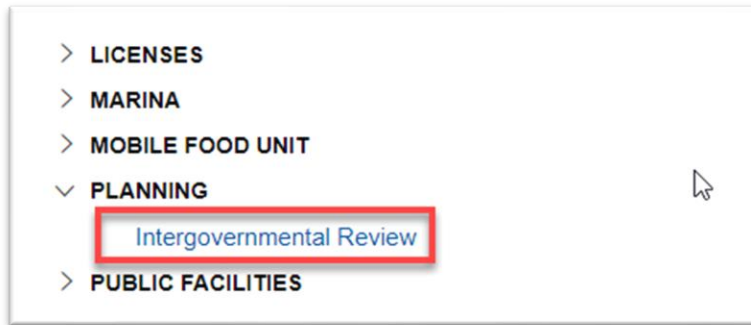 LICENSES
MARINA
MOBILE FOOD UNIT
PLANNING
Intergovernmental Review
PUBLIC FACILITIES